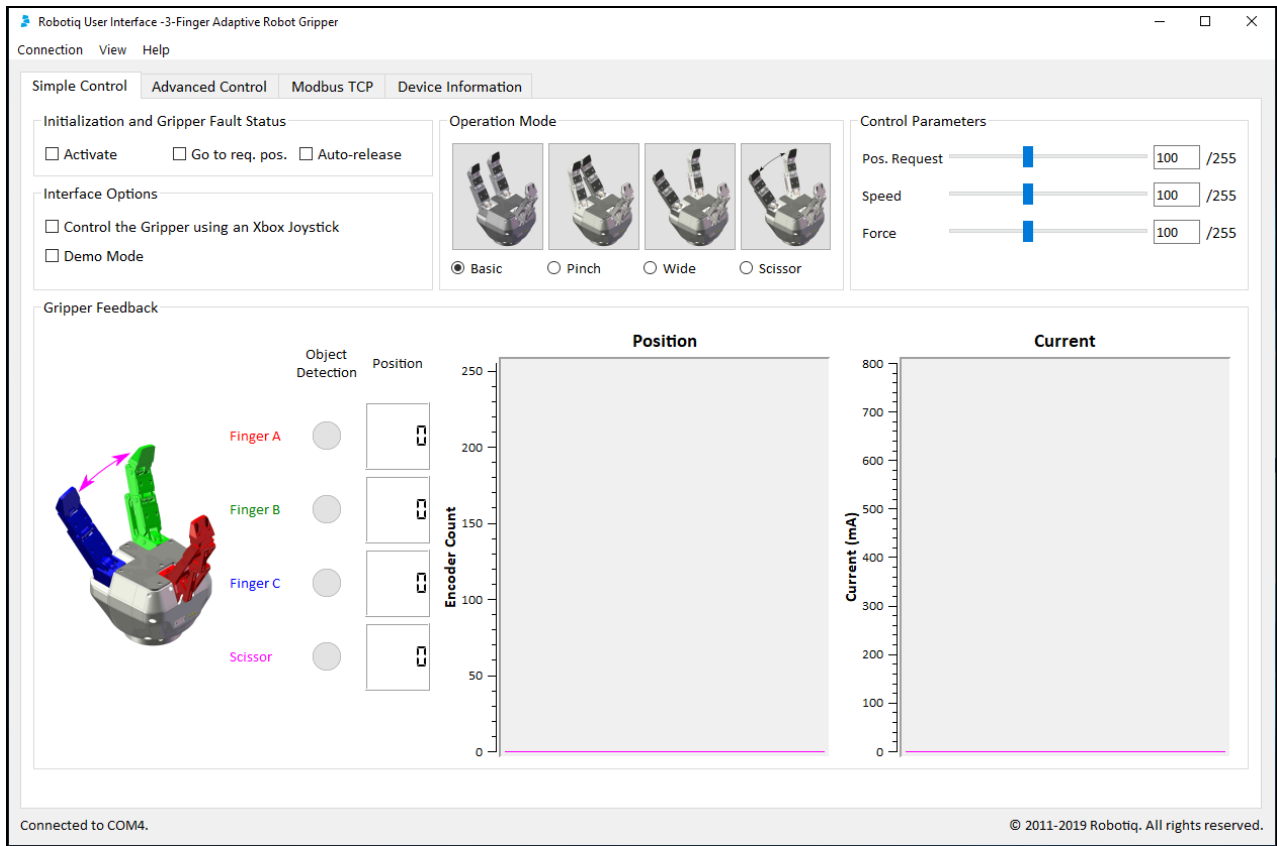 Robotiq User Interface -3-Finger Adaptive Robot Gripper
Connection View Help
Simple Control Advanced Control Modbus TCP Device Information
Initialization and Gripper Fault Status
Activate Go to req. pos. Auto-release
Interface Options
Control the Gripper using an Xbox Joystick
Demo Mode
Operation Mode
Basic Pinch Wide Scissor
Control Parameters
Pos. Request 100 /255
Speed 100 /255
Force 100 /255
Gripper Feedback
Object
Detection
Position
Finger A 0
Finger B 0
Finger C 0
Scissor 0
Position
Encoder Count
250
200
150
100
50
0
Current
Current (mA)
800
700
600
500
400
300
200
100
0
Connected to COM4.
© 2011-2019 Robotiq. All rights reserved.